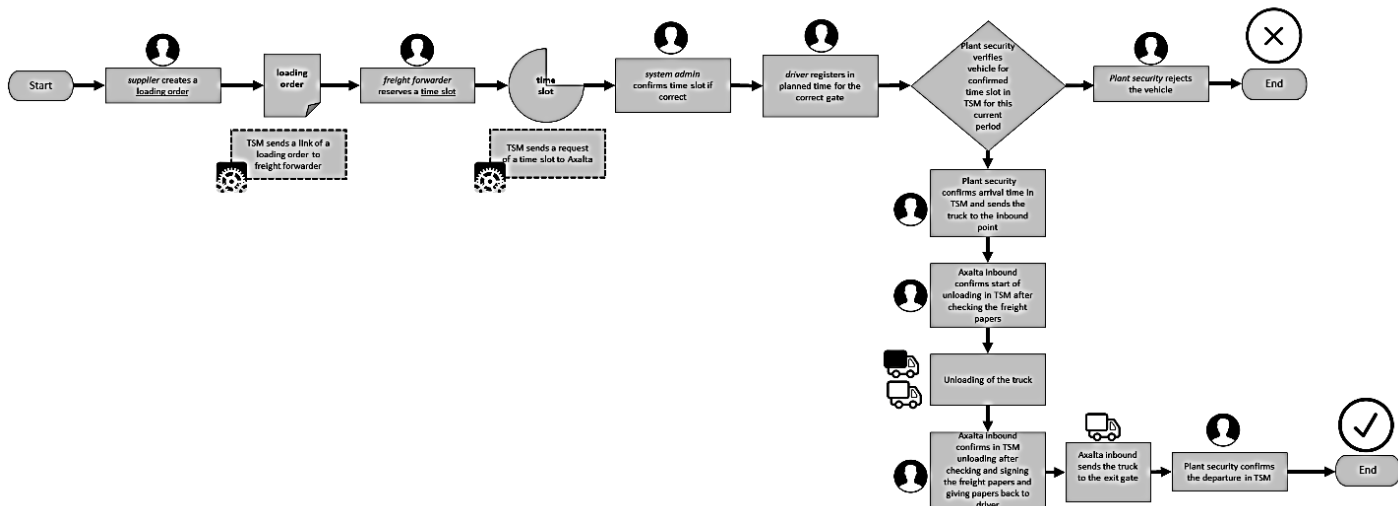 Start
supplier creates a
loading order
loading
order
TSM sends a link of a
loading order to
freight forwarder
freight forwarder
reserves a time slot
time
slot
TSM sends a request
of a time slot to Axalta
system admin
confirms time slot if
correct
driver registers in
planned time for the
correct gate
Plant security
verifies
vehicle for
confirmed
time slot in
TSM for this
current
period
Plant security rejects
the vehicle
End
Plant security
confirms arrival time in
TSM and sends the
truck to the inbound
point
Axalta Inbound
confirms start of
unloading in TSM after
checking the freight
papers
Unloading of the truck
Axalta inbound
confirms in TSM
unloading after
checking and signing
the freight papers and
giving papers back to
driver
Axalta inbound
sends the truck
to the exit gate
Plant security confirms
the departure in TSM
End